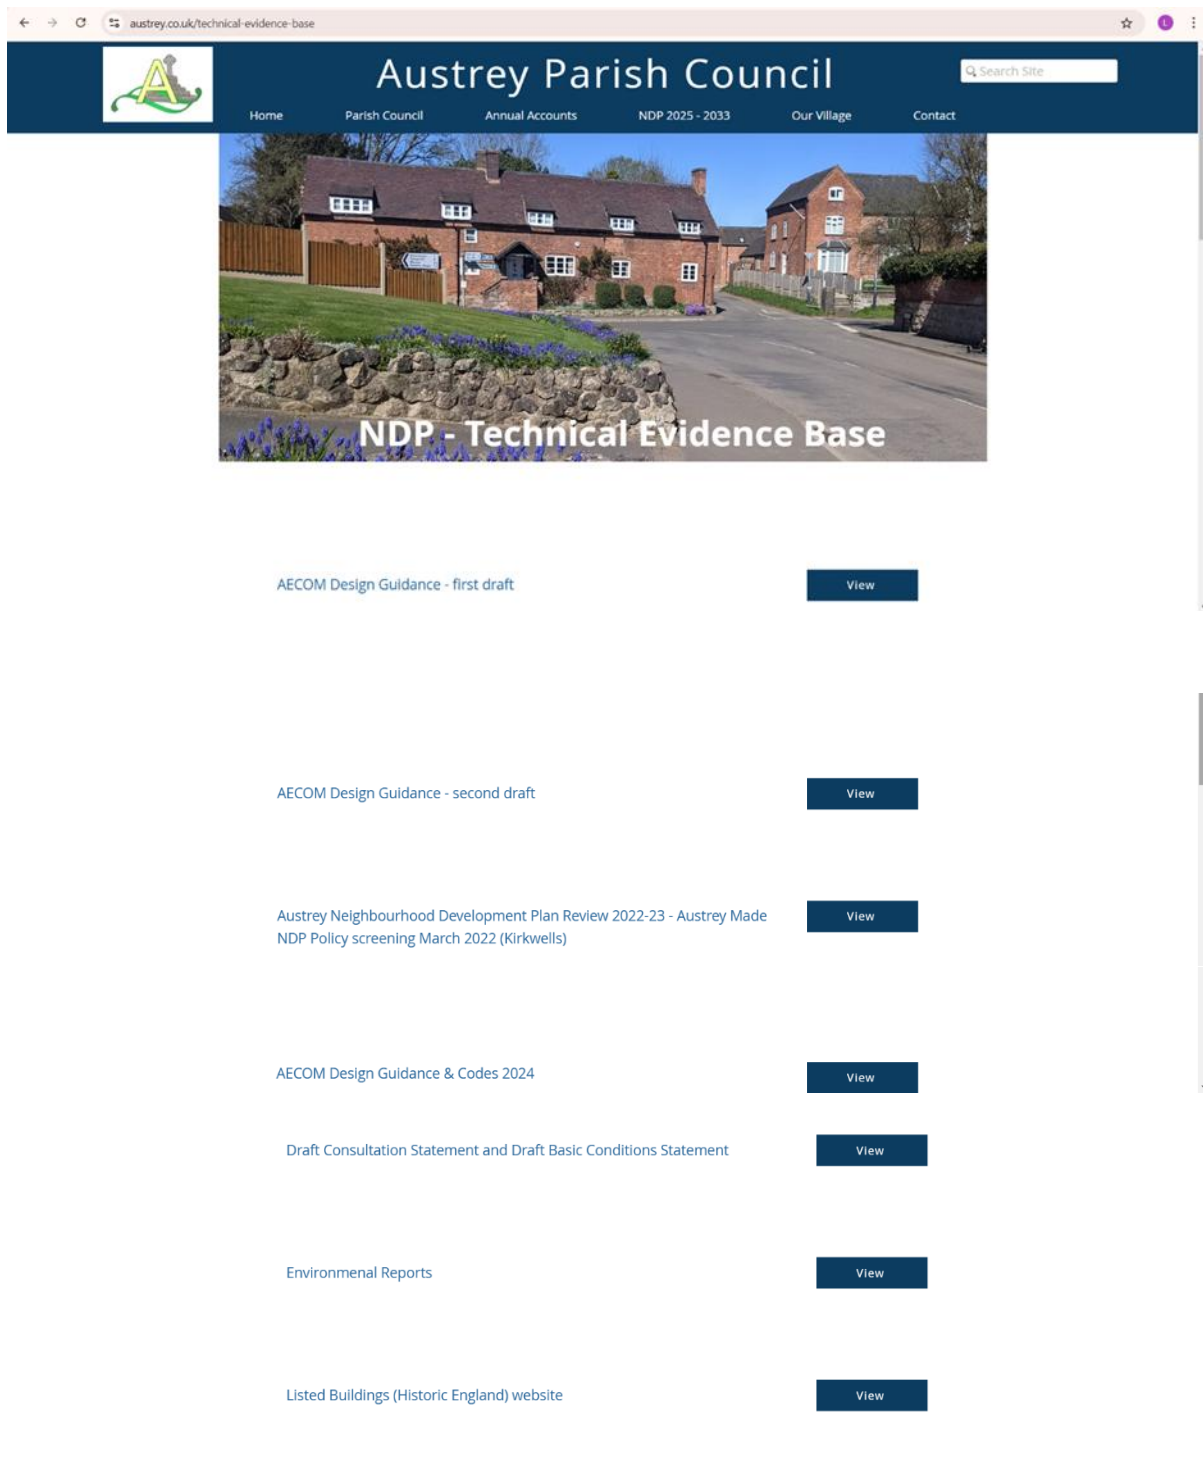 austrey.co.uk/technical-evidence-base
L
A
Austrey Parish Council
Search Site
Home Parish Council Annual Accounts NDP 2025 - 2033 Our Village Contact
NDP - Technical Evidence Base
AECOM Design Guidance - first draft View
AECOM Design Guidance - second draft View
Austrey Neighbourhood Development Plan Review 2022-23 - Austrey Made View
NDP Policy screening March 2022 (Kirkwells)
AECOM Design Guidance & Codes 2024 View
Draft Consultation Statement and Draft Basic Conditions Statement View
Environmenal Reports View
Listed Buildings (Historic England) website View